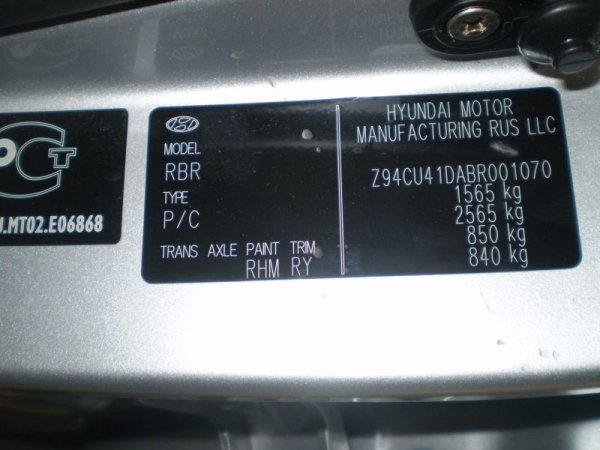 MT02.E06868
MODEL
RBR
TYPE
P/C
TRANS AXLE PAINT TRIM
RHM RY
HYUNDAI MOTOR
MANUFACTURING RUS LLC
Z94CU41DABR001070
1565 kg
2565 kg
850 kg
840 kg